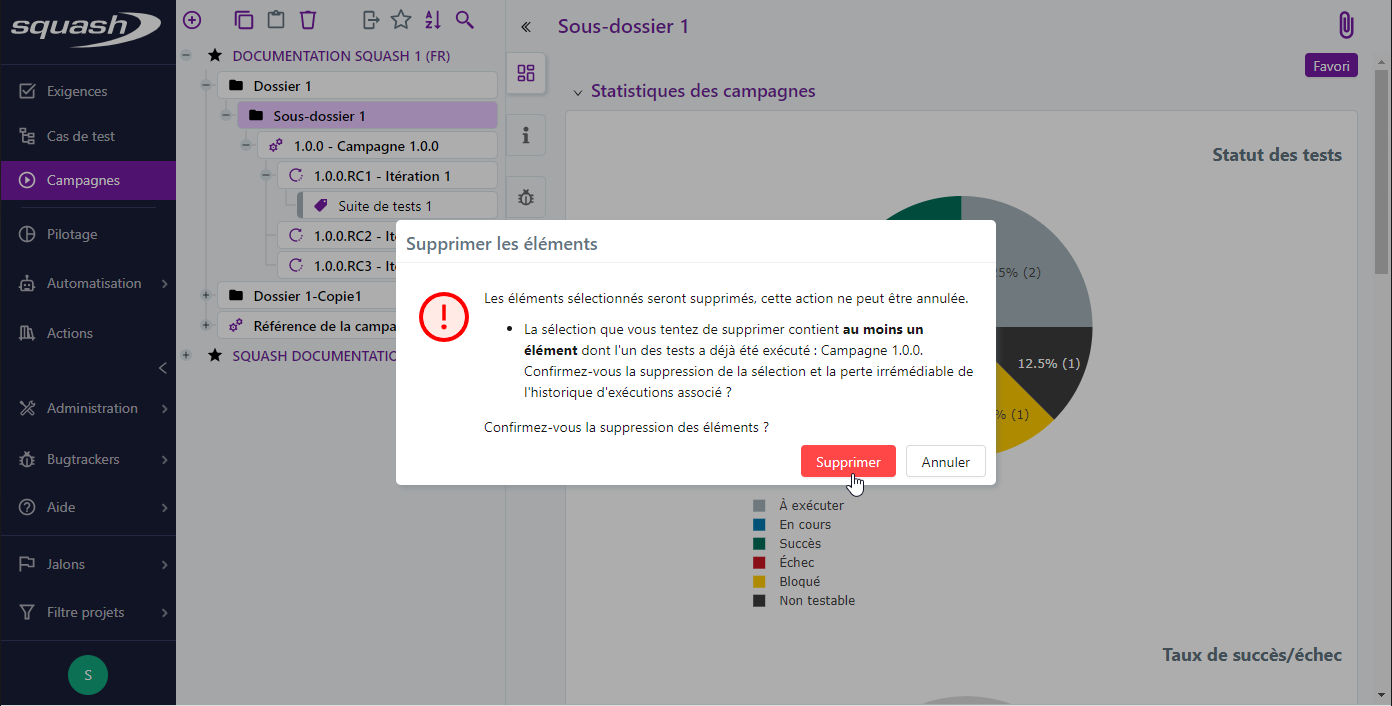 squash
Exigences
Cas de test
Campagnes
Pilotage
Automatisation
Actions
Administration
Bugtrackers
Aide
Jalons
Filtre projets
S
DOCUMENTATION SQUASH 1 (FR)
Dossier 1
Sous-dossier 1
1.0.0 - Campagne 1.0.0
1.0.0.RC1 - Itération 1
Suite de tests 1
1.0.0.RC2 -
1.0.0.RC3 -
Dossier 1-Copie1
Référence de la
SQUASH
Sous-dossier 1
Favori
Statistiques des campagnes
Statut des tests
25% (2)
12.5% (1)
% (1)
Supprimer les éléments
Les éléments sélectionnés seront supprimés, cette action ne peut être annulée.
• La sélection que vous tentez de supprimer contient au moins un
élément dont l'un des tests a déjà été exécuté : Campagne 1.0.0.
Confirmez-vous la suppression de la sélection et la perte irrémédiable de
l'historique d'exécutions associé ?
Confirmez-vous la suppression des éléments ?
Supprimer
Annuler
À exécuter
En cours
Succès
Échec
Bloqué
Non testable
Taux de succès/échec